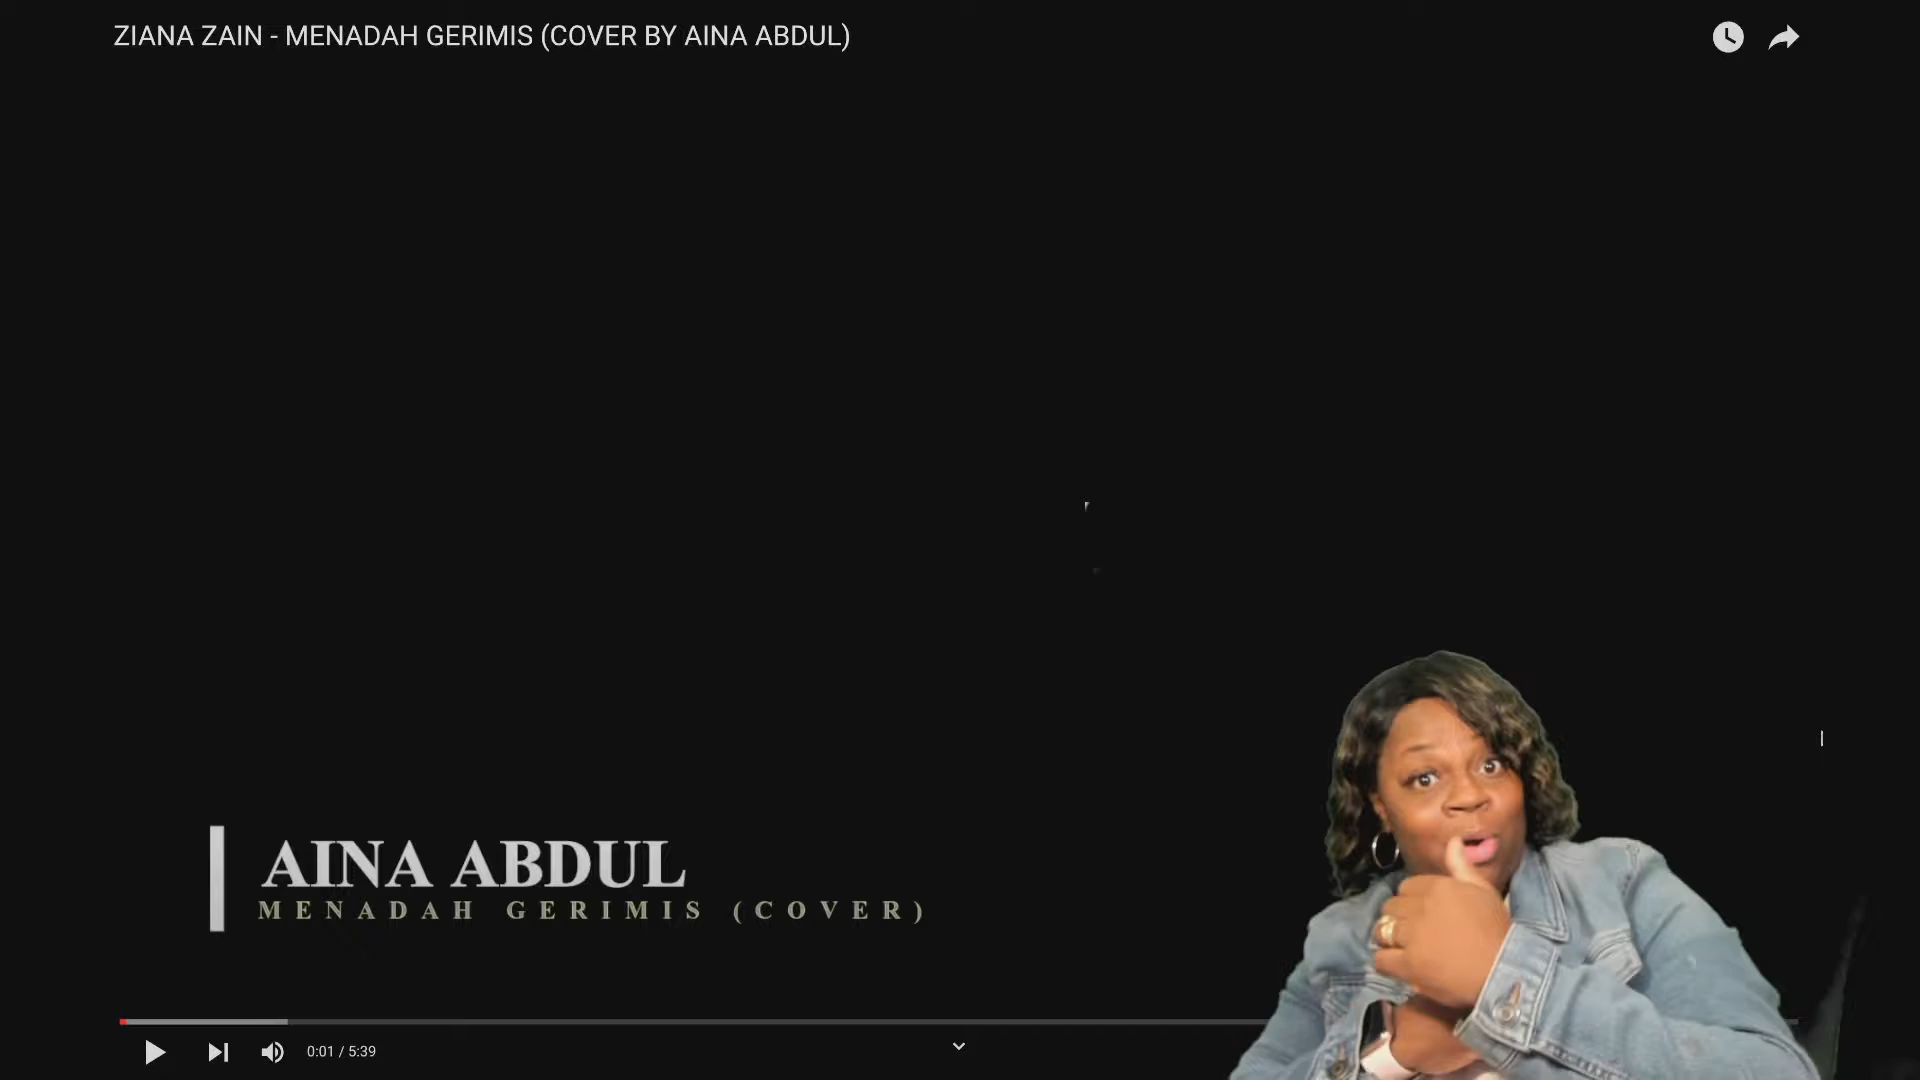 ZIANA ZAIN - MENADAH GERIMIS (COVER BY AINA ABDUL)
AINA ABDUL
MENADAH GERIMIS (COVER)
0:01 / 5:39